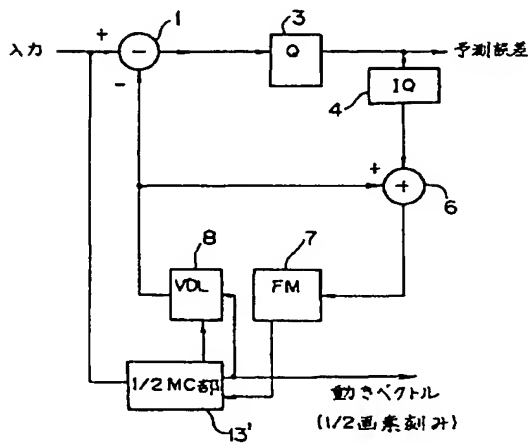 1
3
入力
+
−
Q
予測誤差
−
4
IQ
+
+
6
8
7
VDL
FM
1/2 MC部
動きベクトル
(1/2画素刻み)
13'